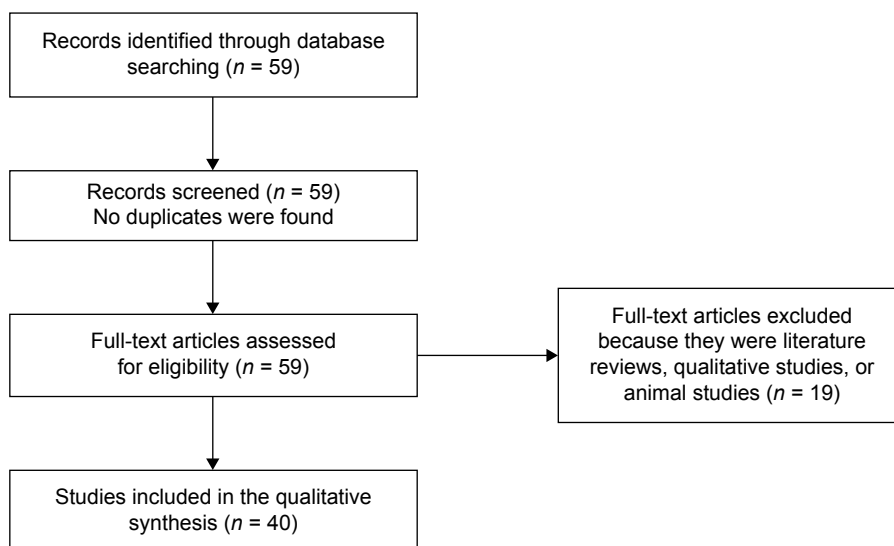 Records identified through database
searching (n = 59)
Records screened (n = 59)
No duplicates were found
Full-text articles assessed
for eligibility (n = 59)
Full-text articles excluded
because they were literature
reviews, qualitative studies, or
animal studies (n = 19)
Studies included in the qualitative
synthesis (n = 40)